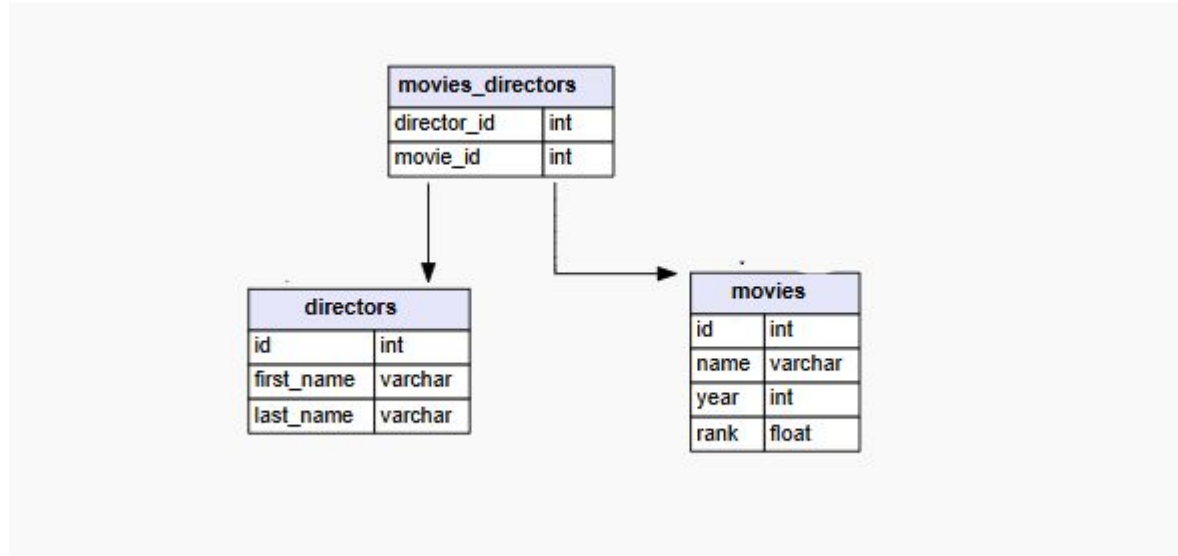 movies_directors
director_id int
movie_id int
directors
id int
first_name varchar
last_name varchar
movies
id int
name varchar
year int
rank float